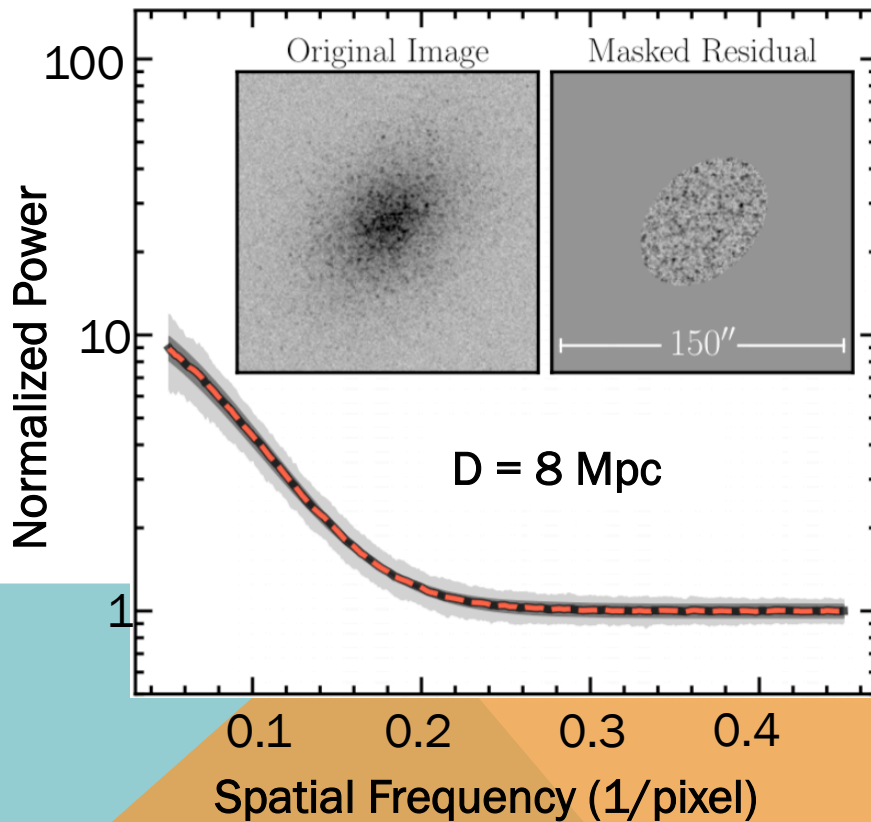 Original Image
Masked Residual
100
10
1
150″
D = 8 Mpc
Normalized Power
0.1
0.2
0.3
0.4
Spatial Frequency (1/pixel)